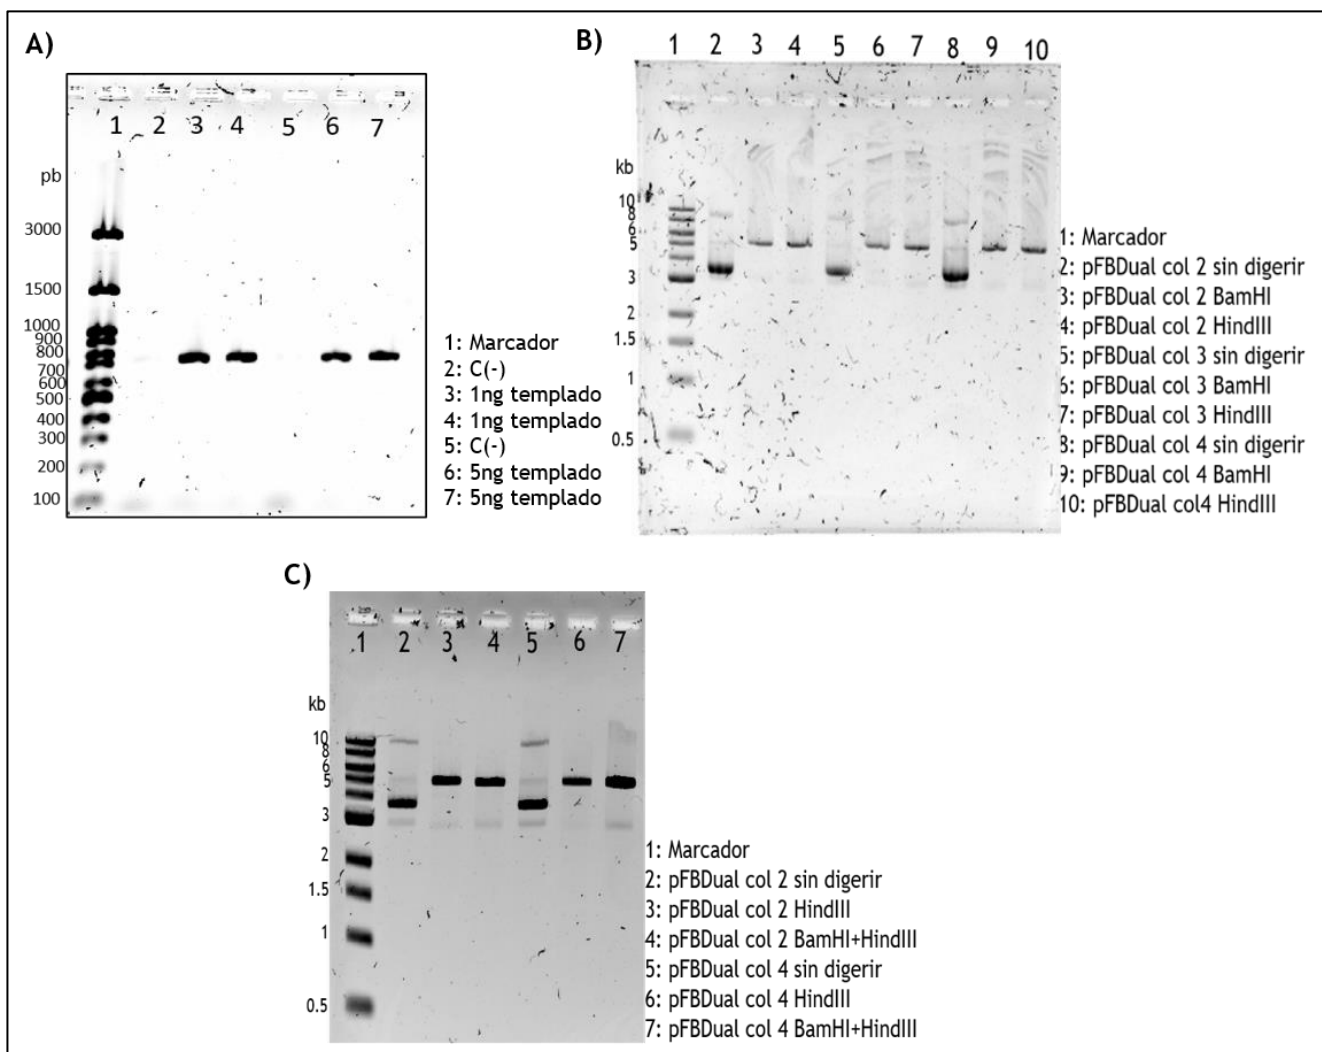 A)
1 2 3 4 5 6 7
pb
3000
1500
1000
900
800
700
600
500
400
300
200
100
1: Marcador
2: C(-)
3: 1ng templado
4: 1ng templado
5: C(-)
6: 5ng templado
7: 5ng templado
B)
1 2 3 4 5 6 7 8 9 10
kb
10
8
6
5
3
2
1.5
1
0.5
1: Marcador
2: pFBDual col 2 sin digerir
3: pFBDual col 2 BamHI
4: pFBDual col 2 HindIII
5: pFBDual col 3 sin digerir
6: pFBDual col 3 BamHI
7: pFBDual col 3 HindIII
8: pFBDual col 4 sin digerir
9: pFBDual col 4 BamHI
10: pFBDual col4 HindIII
C)
1 2 3 4 5 6 7
kb
10
8
6
5
3
2
1.5
1
0.5
1: Marcador
2: pFBDual col 2 sin digerir
3: pFBDual col 2 HindIII
4: pFBDual col 2 BamHI+HindIII
5: pFBDual col 4 sin digerir
6: pFBDual col 4 HindIII
7: pFBDual col 4 BamHI+HindIII